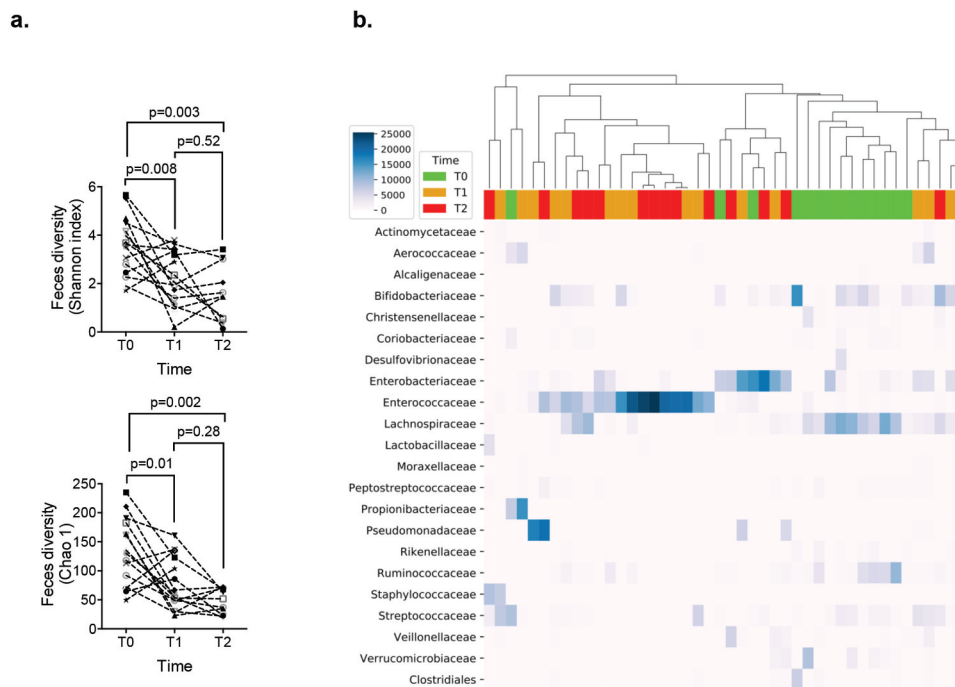 a.
p=0.003
p=0.52
p=0.008
6
4
2
0
Feces diversity
(Shannon index)
T0 T1 T2
Time
p=0.002
p=0.28
p=0.01
250
200
150
100
50
0
Feces diversity
(Chao 1)
T0 T1 T2
Time
b.
25000
20000
15000
10000
5000
0
Time
T0
T1
T2
Actinomycetaceae
Aerococcaceae
Alcaligenaceae
Bifidobacteriaceae
Christensenellaceae
Coriobacteriaceae
Desulfovibrionaceae
Enterobacteriaceae
Enterococcaceae
Lachnospiraceae
Lactobacillaceae
Moraxellaceae
Peptostreptococcaceae
Propionibacteriaceae
Pseudomonadaceae
Rikenellaceae
Ruminococcaceae
Staphylococcaceae
Streptococcaceae
Veillonellaceae
Verrucomicrobiaceae
Clostridiales